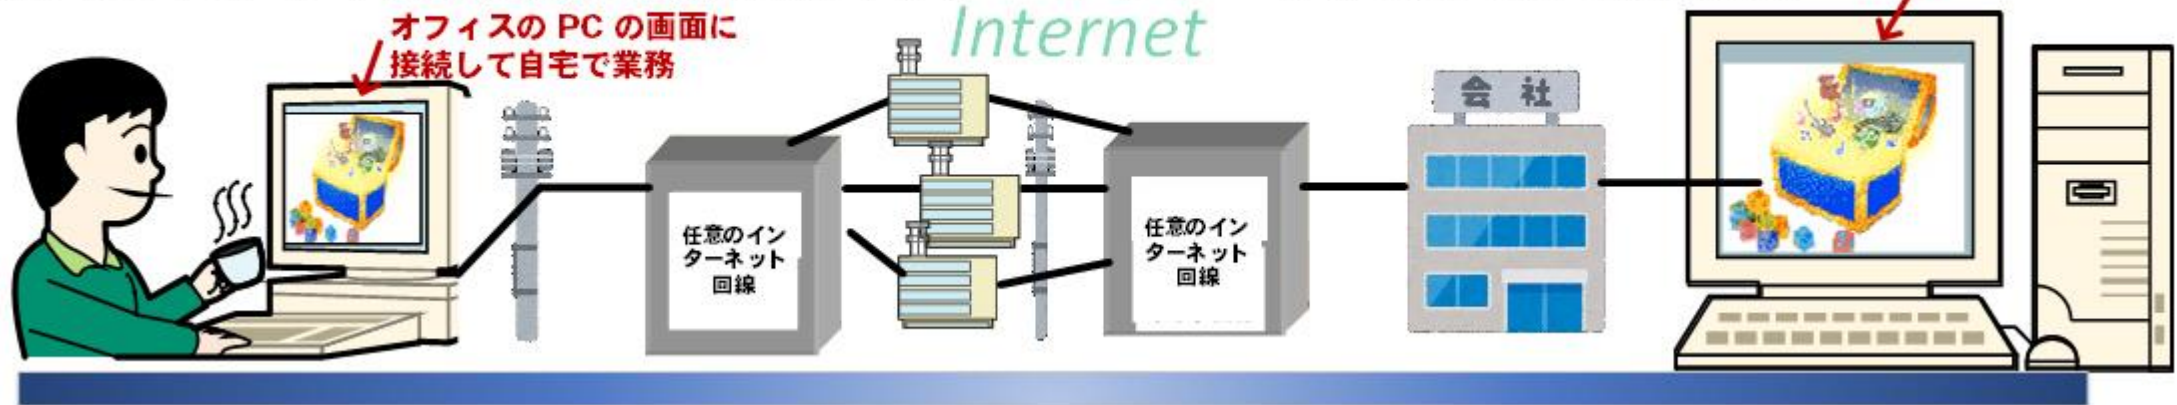 オフィスの PC の画面に
接続して自宅で業務
Internet
任意のイン
ターネット
回線
任意のイン
ターネット
回線
会社